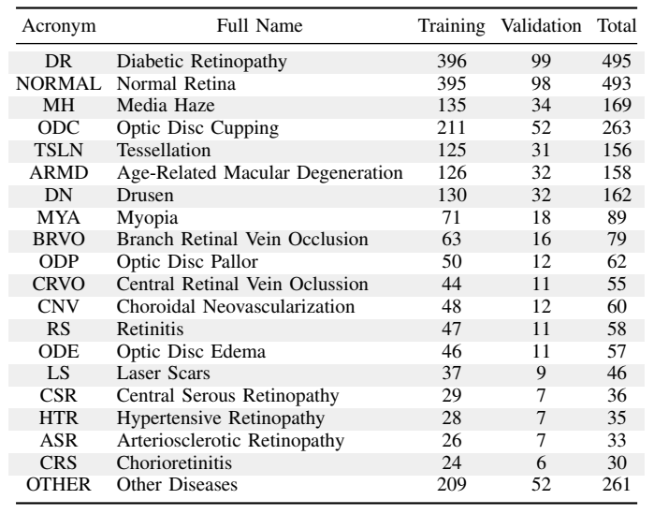 Acronym Full Name Training Validation Total
DR Diabetic Retinopathy 396 99 495
NORMAL Normal Retina 395 98 493
MH Media Haze 135 34 169
ODC Optic Disc Cupping 211 52 263
TSLN Tessellation 125 31 156
ARMD Age-Related Macular Degeneration 126 32 158
DN Drusen 130 32 162
MYA Myopia 71 18 89
BRVO Branch Retinal Vein Occlusion 63 16 79
ODP Optic Disc Pallor 50 12 62
CRVO Central Retinal Vein Oclussion 44 11 55
CNV Choroidal Neovascularization 48 12 60
RS Retinitis 47 11 58
ODE Optic Disc Edema 46 11 57
LS Laser Scars 37 9 46
CSR Central Serous Retinopathy 29 7 36
HTR Hypertensive Retinopathy 28 7 35
ASR Arteriosclerotic Retinopathy 26 7 33
CRS Chorioretinitis 24 6 30
OTHER Other Diseases 209 52 261